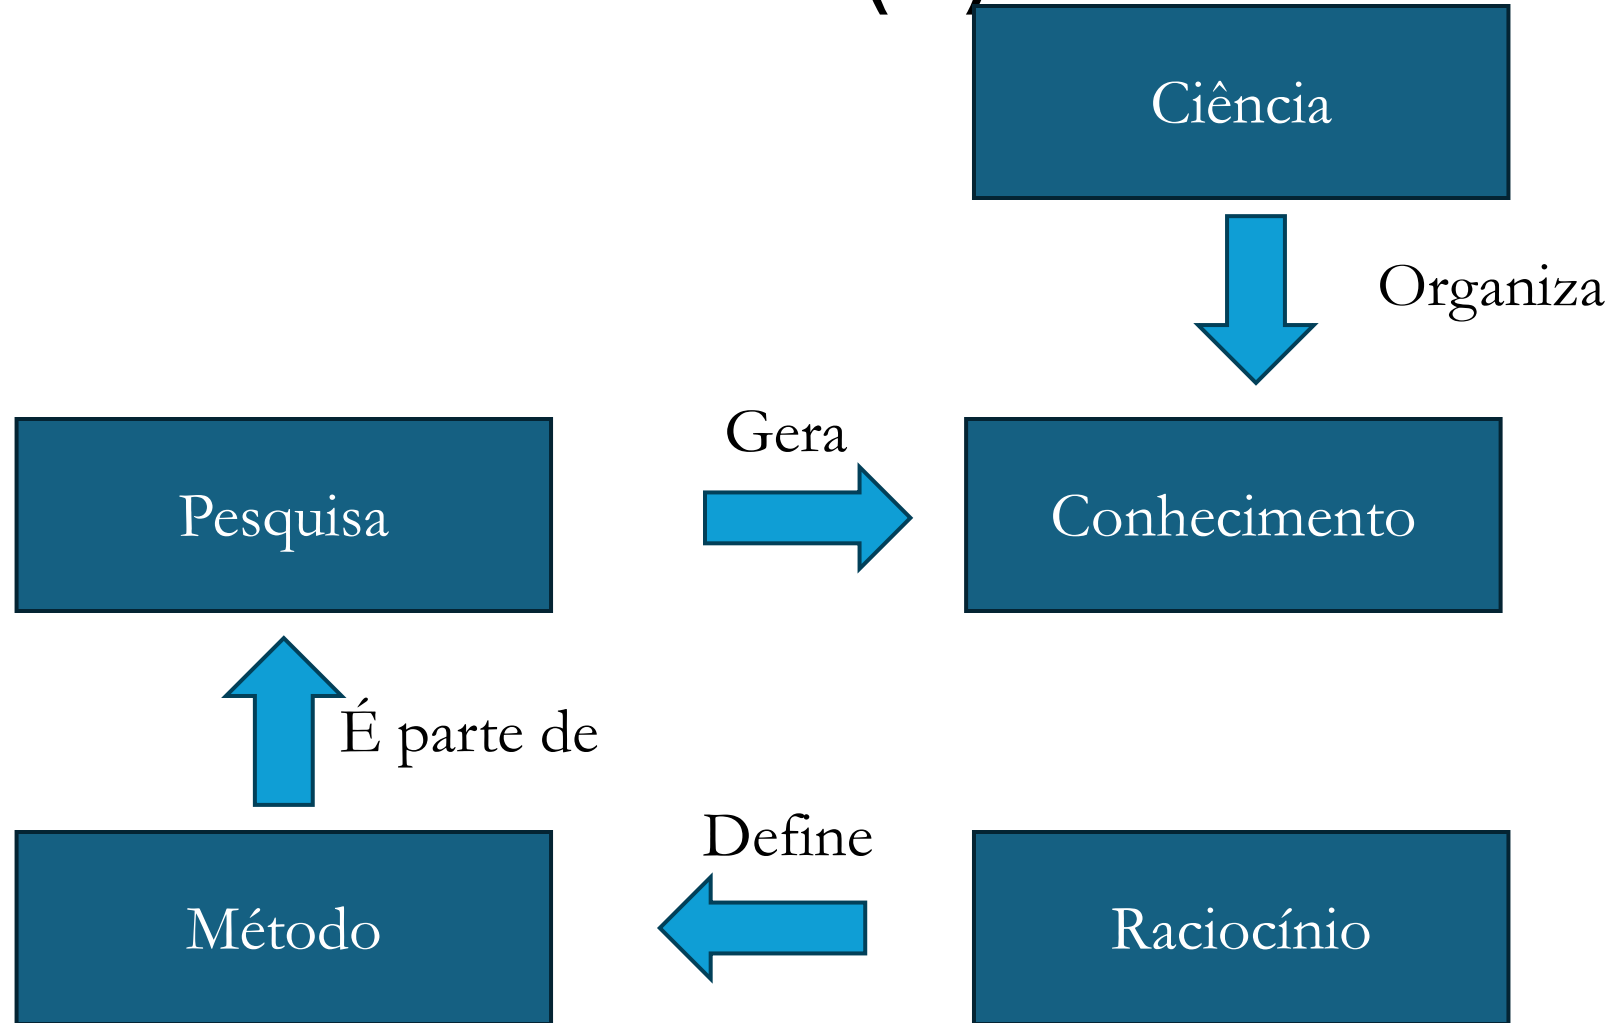 Ciência
Organiza
Gera
Pesquisa
Conhecimento
É parte de
Define
Método
Raciocínio